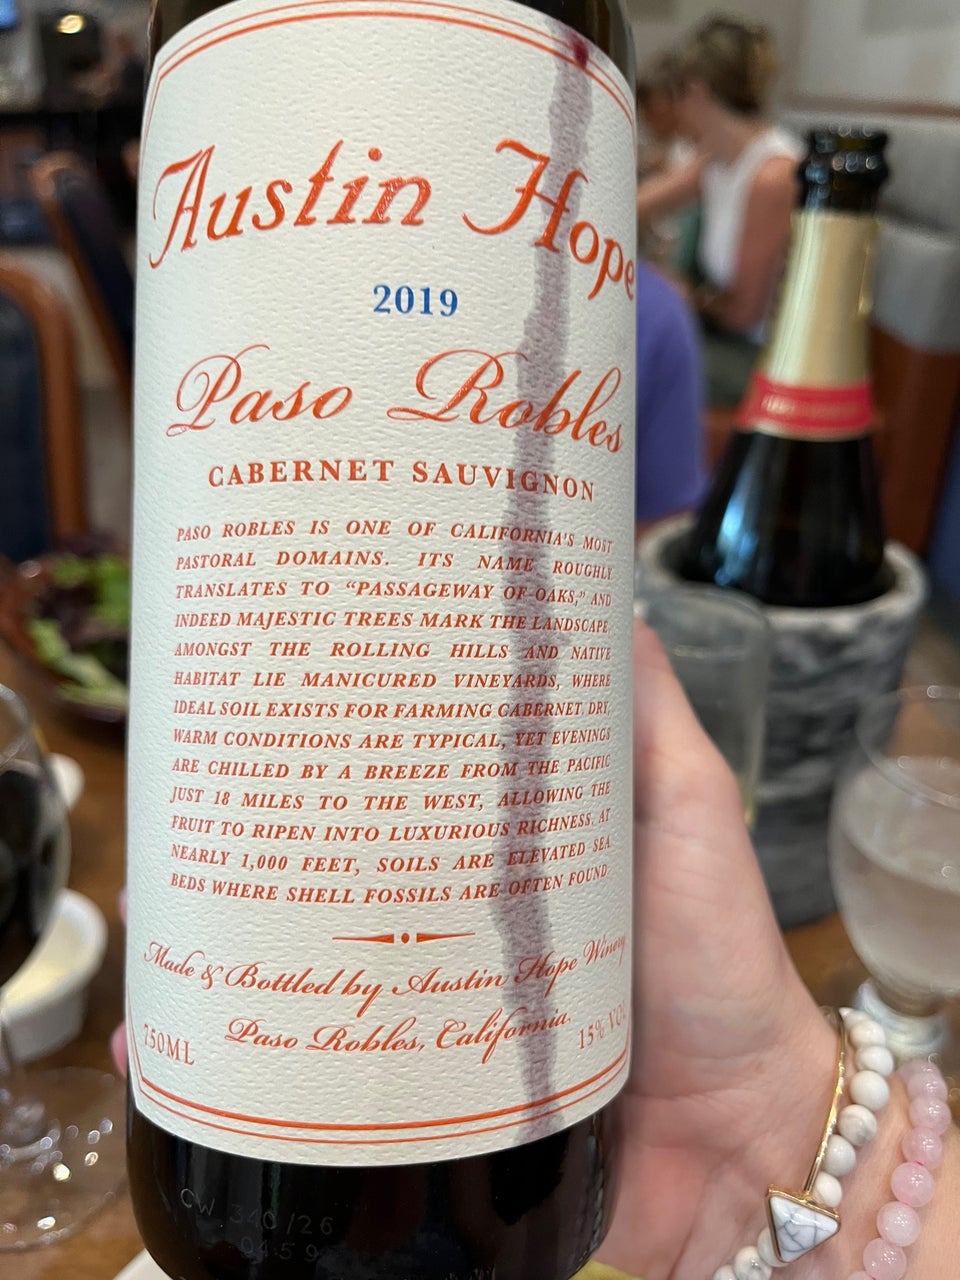 Austin Hope
2019
Paso Robles
CABERNET SAUVIGNON
PASO ROBLES IS ONE OF CALIFORNIA'S MOST
PASTORAL DOMAINS. ITS NAME ROUGHLY
TRANSLATES TO “PASSAGEWAY OF OAKS,” AND
INDEED MAJESTIC TREES MARK THE LANDSCAPE
AMONGST THE ROLLING HILLS AND NATIVE
HABITAT LIE MANICURED VINEYARDS, WHERE
IDEAL SOIL EXISTS FOR FARMING CABERNET. DRY,
WARM CONDITIONS ARE TYPICAL, YET EVENINGS
ARE CHILLED BY A BREEZE FROM THE PACIFIC
JUST 18 MILES TO THE WEST, ALLOWING THE
FRUIT TO RIPEN INTO LUXURIOUS RICHNESS. AT
NEARLY 1,000 FEET, SOILS ARE ELEVATED SEA
BEDS WHERE SHELL FOSSILS ARE OFTEN FOUND
Made & Bottled by Austin Hope Winery
Paso Robles, California
750ML
15% VOL
CW 340/26
0459